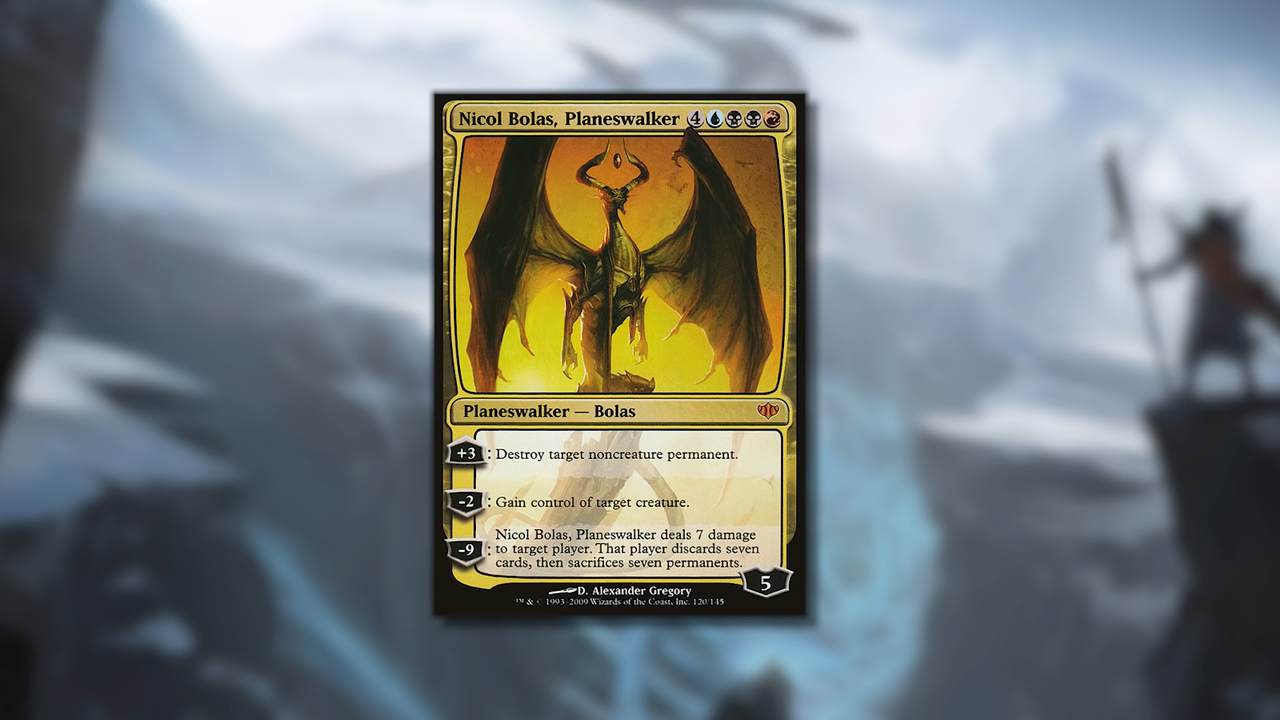 Nicol Bolas, Planeswalker 4
Planeswalker — Bolas
+3 : Destroy target noncreature permanent.
-2 : Gain control of target creature.
Nicol Bolas, Planeswalker deals 7 damage
-9 : to target player. That player discards seven
cards, then sacrifices seven permanents.
5
D. Alexander Gregory
™ & © 1993–2009 Wizards of the Coast, Inc. 120/145